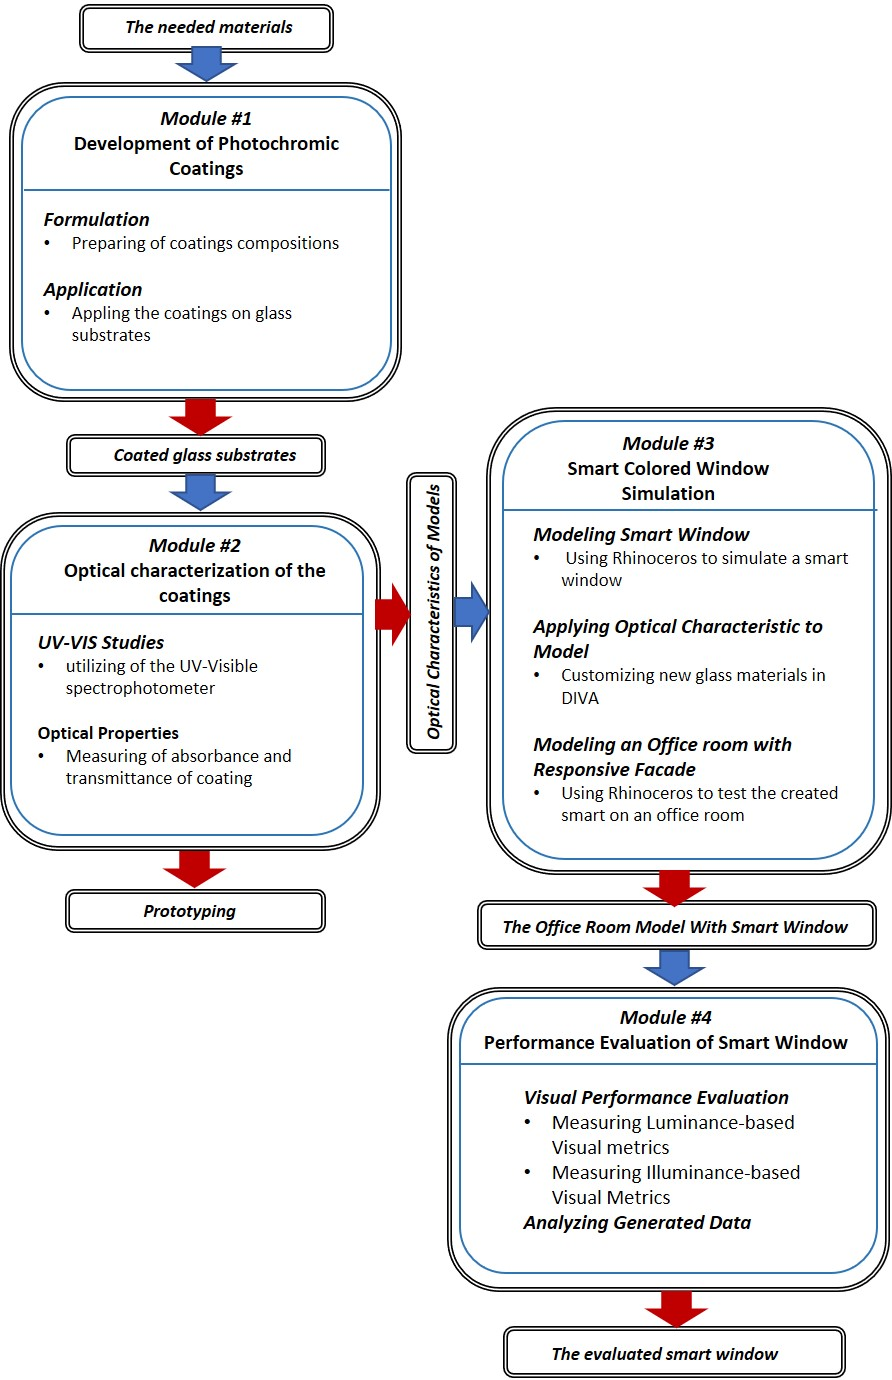 The needed materials
Module #1
Development of Photochromic
Coatings
Formulation
• Preparing of coatings compositions
Application
• Appling the coatings on glass
substrates
Coated glass substrates
Module #2
Optical characterization of the
coatings
UV-VIS Studies
• utilizing of the UV-Visible
spectrophotometer
Optical Properties
• Measuring of absorbance and
transmittance of coating
Prototyping
Optical Characteristics of Models
Module #3
Smart Colored Window
Simulation
Modeling Smart Window
• Using Rhinoceros to simulate a smart
window
Applying Optical Characteristic to
Model
• Customizing new glass materials in
DIVA
Modeling an Office room with
Responsive Facade
• Using Rhinoceros to test the created
smart on an office room
The Office Room Model With Smart Window
Module #4
Performance Evaluation of Smart Window
Visual Performance Evaluation
• Measuring Luminance-based
Visual metrics
• Measuring Illuminance-based
Visual Metrics
Analyzing Generated Data
The evaluated smart window